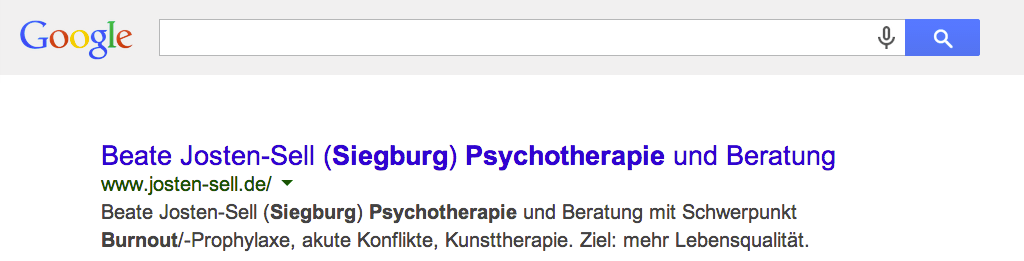 Google
Beate Josten-Sell (Siegburg) Psychotherapie und Beratung
www.josten-sell.de/
Beate Josten-Sell (Siegburg) Psychotherapie und Beratung mit Schwerpunkt
Burnout/-Prophylaxe, akute Konflikte, Kunsttherapie. Ziel: mehr Lebensqualität.